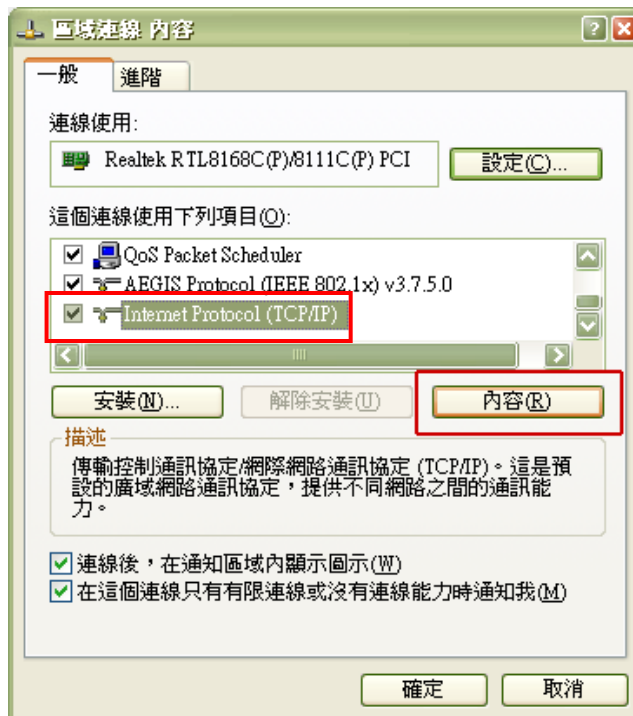 區域連線 內容
一般 進階
連線使用:
Realtek RTL8168C(P)/8111C(P) PCI 設定(C)...
這個連線使用下列項目(O):
QoS Packet Scheduler
AEGIS Protocol (IEEE 802.1x) v3.7.5.0
Internet Protocol (TCP/IP)
安裝(N)... 解除安裝(U) 內容(R)
描述
傳輸控制通訊協定/網際網路通訊協定 (TCP/IP)。這是預
設的廣域網路通訊協定，提供不同網路之間的通訊能
力。
連線後，在通知區域內顯示圖示(W)
在這個連線只有有限連線或沒有連線能力時通知我(M)
確定 取消